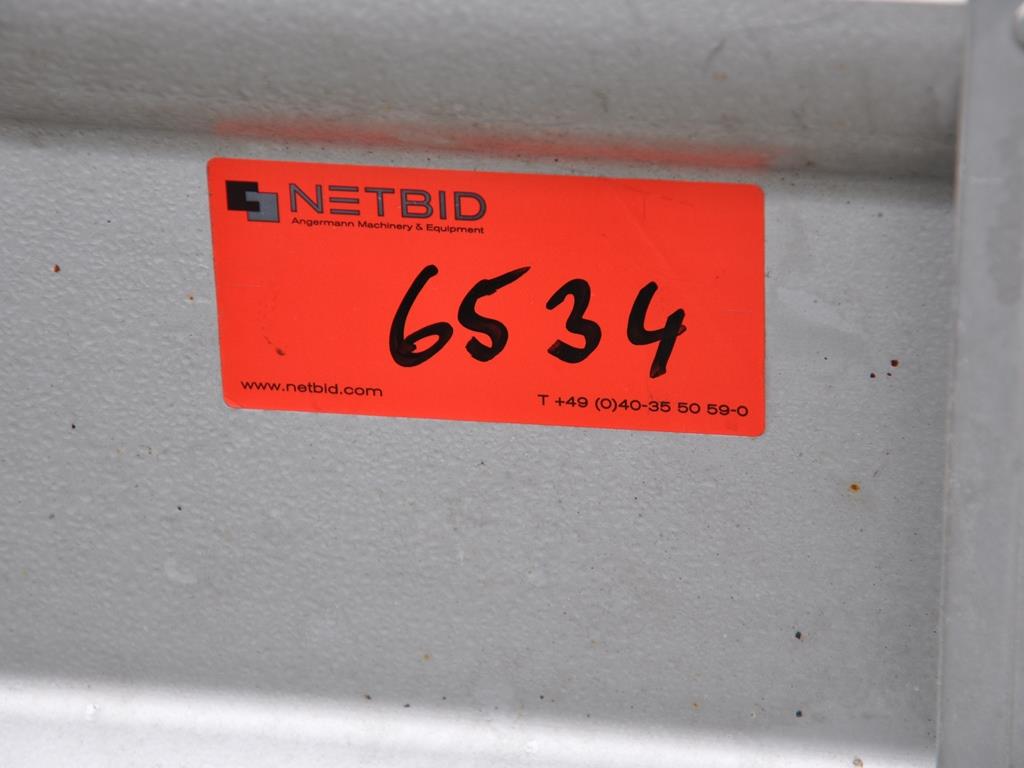 NETBID
Angermann Machinery & Equipment
6534
www.netbid.com
T +49 (0)40-35 50 59-0